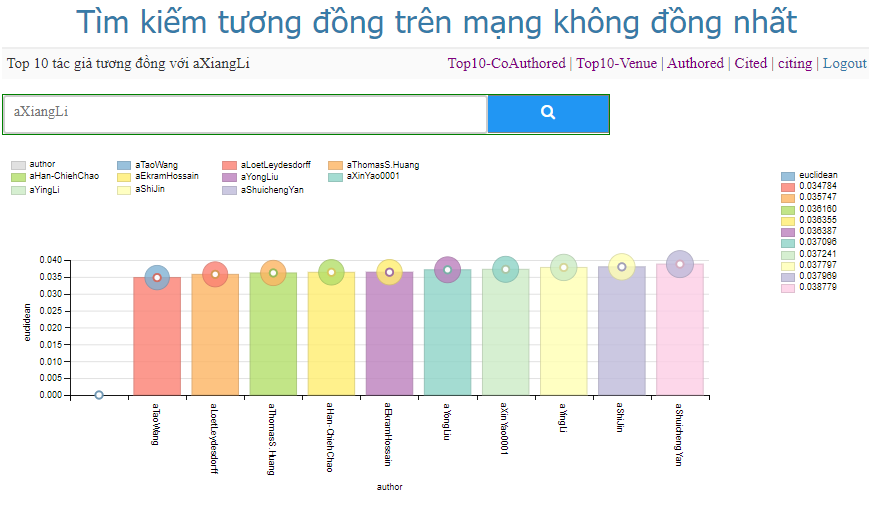 Tìm kiếm tương đồng trên mạng không đồng nhất
Top 10 tác giả tương đồng với aXiangLi
Top10-CoAuthored | Top10-Venue | Authored | Cited | citing | Logout
aXiangLi
author aTaoWang aLoetLeydesdorff aThomasS.Huang
aHan-ChiehChao aEkramHossain aYongLiu aXinYao0001
aYingLi aShiJin aShuichengYan
euclidean
0.034784
0.035747
0.036160
0.036355
0.036387
0.037096
0.037241
0.037797
0.037969
0.038779
0.040
0.035
0.030
0.025
0.020
0.015
0.010
0.005
0.000
euclidean
aTaoWang
aLoetLeydesdorff
aThomasS.Huang
aHan-ChiehChao
aEkramHossain
aYongLiu
aXinYao0001
aYingLi
aShiJin
aShuichengYan
author